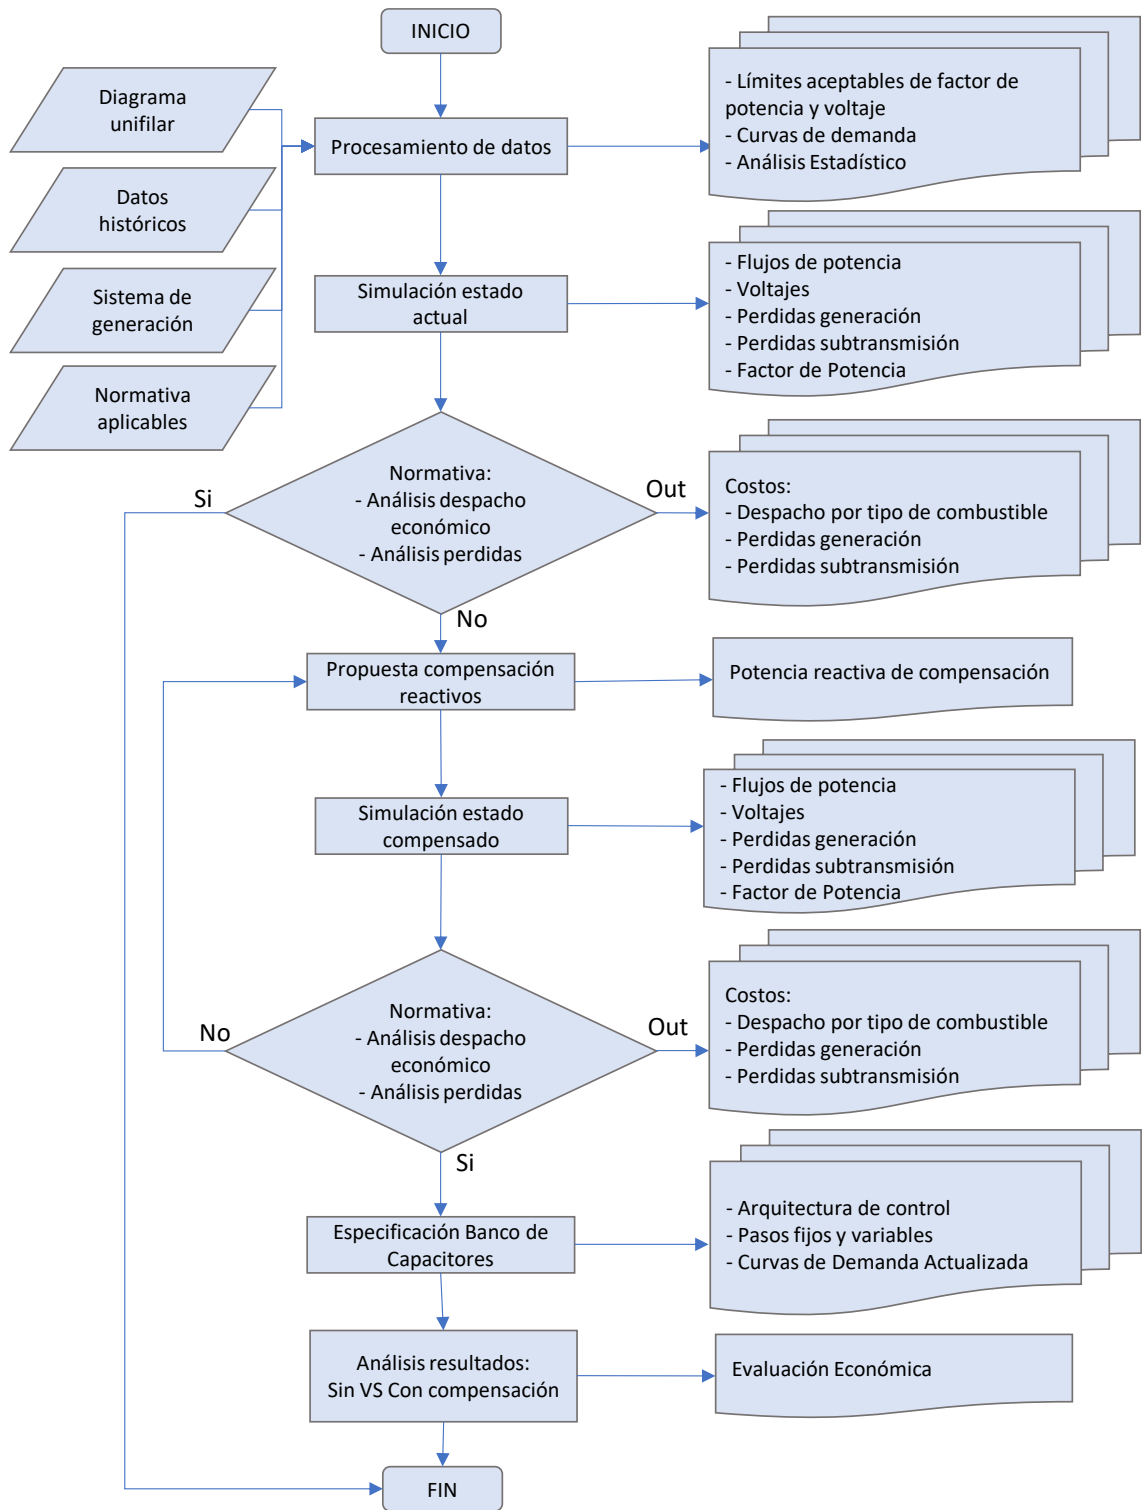 INICIO
Diagrama
unifilar
Datos
históricos
Sistema de
generación
Normativa
aplicables
Procesamiento de datos
- Límites aceptables de factor de
potencia y voltaje
- Curvas de demanda
- Análisis Estadístico
Simulación estado
actual
- Flujos de potencia
- Voltajes
- Perdidas generación
- Perdidas subtransmisión
- Factor de Potencia
Si
Normativa:
- Análisis despacho
económico
- Análisis perdidas
Out
No
Costos:
- Despacho por tipo de combustible
- Perdidas generación
- Perdidas subtransmisión
Propuesta compensación
reactivos
Potencia reactiva de compensación
Simulación estado
compensado
- Flujos de potencia
- Voltajes
- Perdidas generación
- Perdidas subtransmisión
- Factor de Potencia
No
Normativa:
- Análisis despacho
económico
- Análisis perdidas
Out
Si
Costos:
- Despacho por tipo de combustible
- Perdidas generación
- Perdidas subtransmisión
Especificación Banco de
Capacitores
- Arquitectura de control
- Pasos fijos y variables
- Curvas de Demanda Actualizada
Análisis resultados:
Sin VS Con compensación
Evaluación Económica
FIN